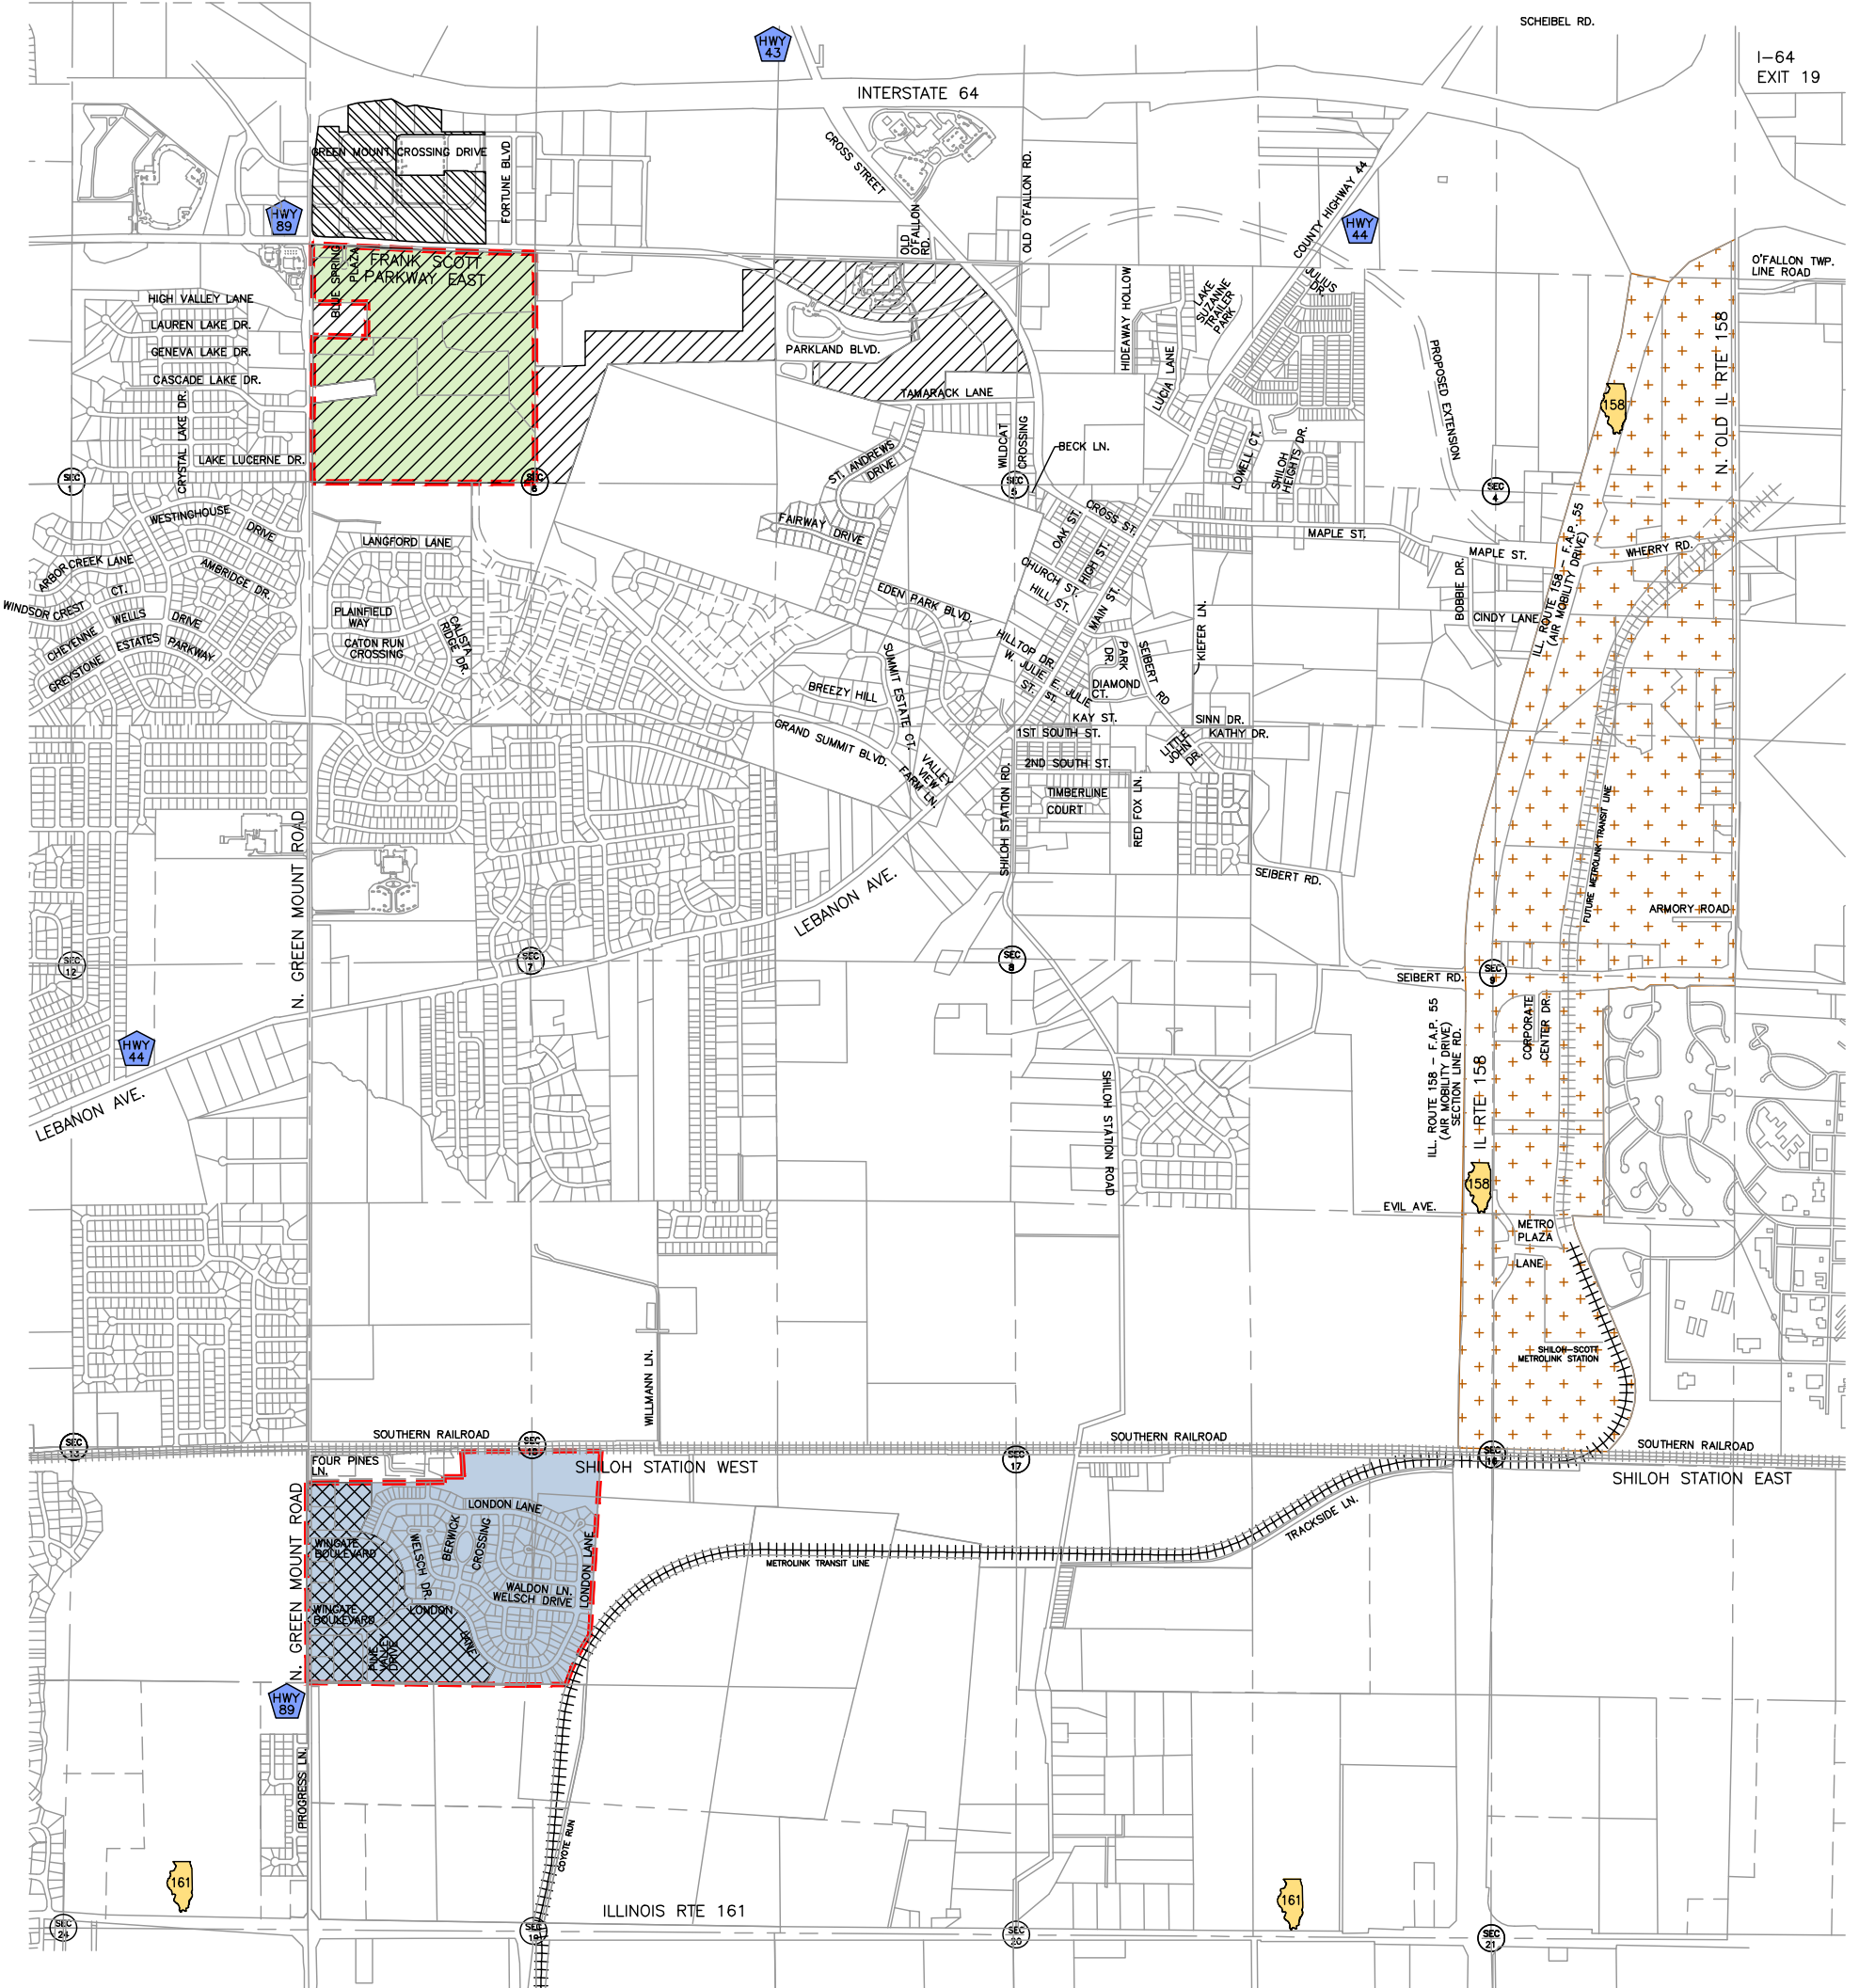 SCHEIBEL RD.
HWY
43
I-64
EXIT 19
INTERSTATE 64
GREEN MOUNT CROSSING DRIVE
FORTUNE BLVD
CROSS STREET
OLD O'FALLON RD.
COUNTY HIGHWAY 44
HWY
89
HWY
44
OLD
O'FALLON
RD.
BLUE SPRING
PLAZA
FRANK SCOTT
PARKWAY EAST
O'FALLON TWP.
LINE ROAD
HIGH VALLEY LANE
LAUREN LAKE DR.
GENEVA LAKE DR.
CASCADE LAKE DR.
CRYSTAL LAKE DR.
LAKE LUCERNE DR.
PARKLAND BLVD.
TAMARACK LANE
HIDEAWAY HOLLOW
LAKE
SUZANNE
TRAILER
PARK
JULIUS
DR.
LUCIA LANE
PROPOSED EXTENSION
N. OLD IL RTE 158
158
WILDCAT
CROSSING
BECK LN.
LOWELL CT.
SHILOH
HEIGHTS DR.
ST. ANDREWS
DRIVE
SEC
1
SEC
6
SEC
5
SEC
4
WESTINGHOUSE
DRIVE
FAIRWAY DRIVE
OAK ST.
CROSS ST.
HIGH ST.
MAPLE ST.
MAPLE ST.
WHERRY RD.
ILL. ROUTE 158 - F.A.P. 55
(AIR MOBILITY DRIVE)
LANGFORD LANE
ARBOR CREEK LANE
AMBRIDGE DR.
CHURCH ST.
HILL ST.
MAIN ST.
BOBBIE DR.
CINDY LANE
WINDSOR CREST
CT.
CHEYENNE
WELLS
DRIVE
GREYSTONE
ESTATES
PARKWAY
PLAINFIELD
WAY
CATON RUN
CROSSING
CALISTA
RIDGE DR.
EDEN PARK BLVD.
HILLTOP DR.
W. JULIE
ST.
E. JULIE
ST.
PARK
DR.
SEIBERT RD
KIEFER LN.
DIAMOND
CT.
BREEZY HILL
SUMMIT ESTATE CT.
GRAND SUMMIT BLVD.
KAY ST.
1ST SOUTH ST.
2ND SOUTH ST.
SINN DR.
KATHY DR.
LITTLE
JOHN
DR.
VALLEY
VIEW
FARM LN.
TIMBERLINE
COURT
RED FOX LN.
SHILOH STATION RD.
FUTURE METROLINK TRANSIT LINE
N. GREEN MOUNT ROAD
LEBANON AVE.
SEIBERT RD.
ARMORY ROAD
SEC
12
SEC
7
SEC
8
SEC
9
SEIBERT RD.
HWY
44
LEBANON AVE.
SHILOH STATION ROAD
ILL. ROUTE 158 - F.A.P. 55
(AIR MOBILITY DRIVE)
SECTION LINE RD.
IL RTE 158
CORPORATE
CENTER DR.
158
EVIL AVE.
METRO
PLAZA
LANE
SHILOH-SCOTT
METROLINK STATION
WILLMANN LN.
SEC
13
SOUTHERN RAILROAD
SEC
18
SEC
17
SOUTHERN RAILROAD
SEC
16
SOUTHERN RAILROAD
FOUR PINES
LN.
SHILOH STATION WEST
SHILOH STATION EAST
N. GREEN MOUNT ROAD
LONDON LANE
WINGATE
BOULEVARD
WELSCH DR.
BERWICK
CROSSING
LONDON LANE
WALDON LN.
WELSCH DRIVE
METROLINK TRANSIT LINE
TRACKSIDE LN.
WINGATE
BOULEVARD
LONDON
LANE
PINE
VALLEY
DRIVE
HWY
89
PROGRESS LN.
COYOTE RUN
161
161
ILLINOIS RTE 161
SEC
24
SEC
19
SEC
20
SEC
21